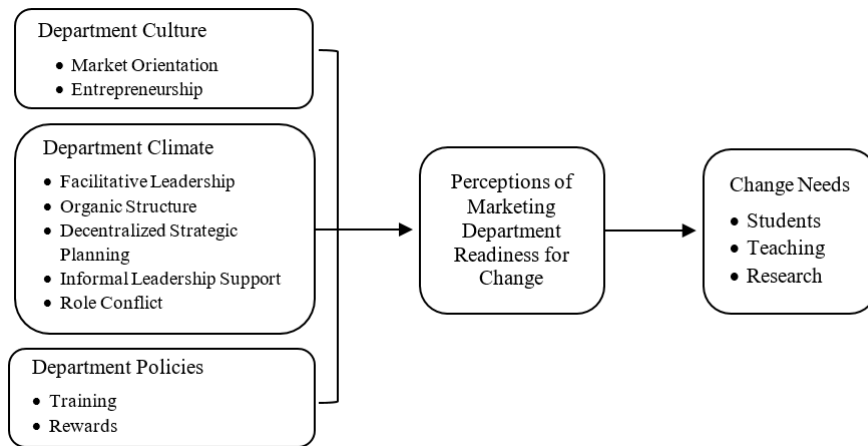 Department Culture
• Market Orientation
• Entrepreneurship
Department Climate
• Facilitative Leadership
• Organic Structure
• Decentralized Strategic
Planning
• Informal Leadership Support
• Role Conflict
Department Policies
• Training
• Rewards
Perceptions of
Marketing
Department
Readiness for
Change
Change Needs
• Students
• Teaching
• Research